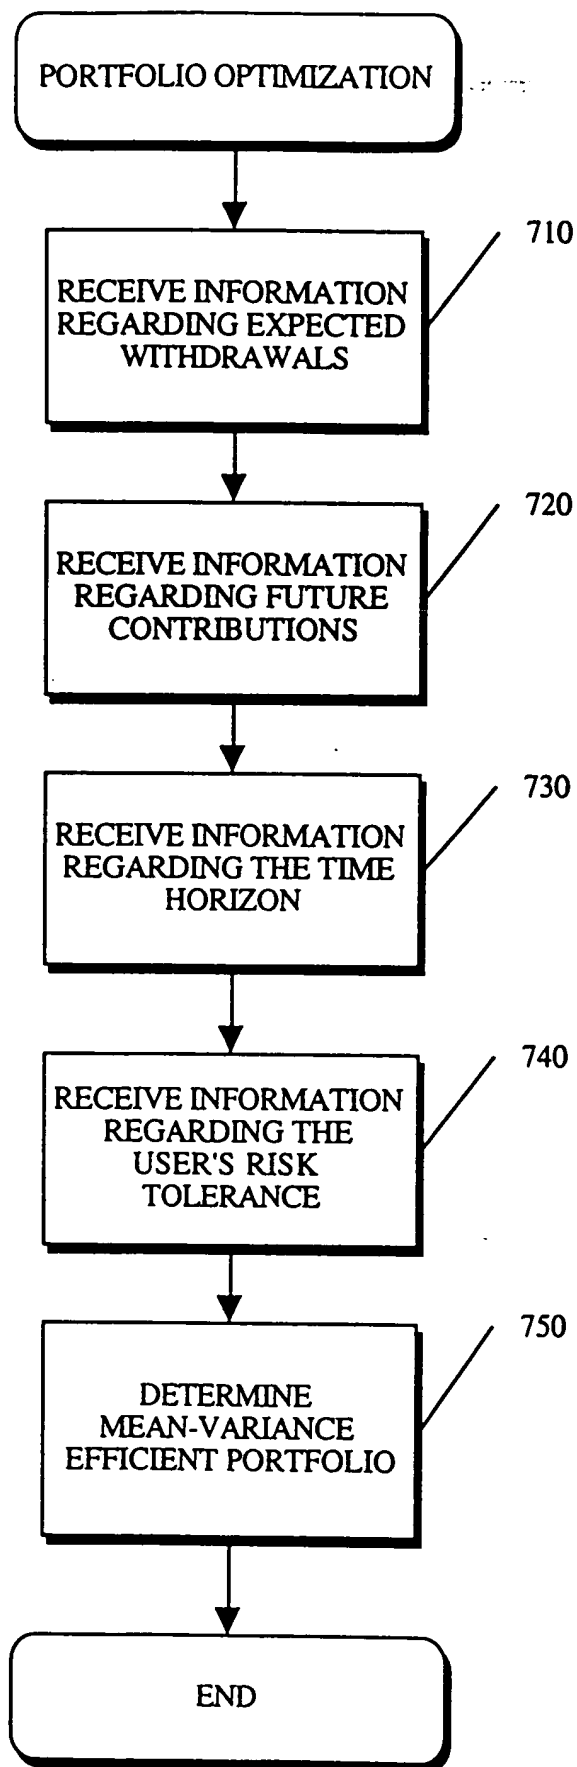 PORTFOLIO OPTIMIZATION
710
RECEIVE INFORMATION
REGARDING EXPECTED
WITHDRAWALS
720
RECEIVE INFORMATION
REGARDING FUTURE
CONTRIBUTIONS
730
RECEIVE INFORMATION
REGARDING THE TIME
HORIZON
740
RECEIVE INFORMATION
REGARDING THE
USER'S RISK
TOLERANCE
750
DETERMINE
MEAN-VARIANCE
EFFICIENT PORTFOLIO
END